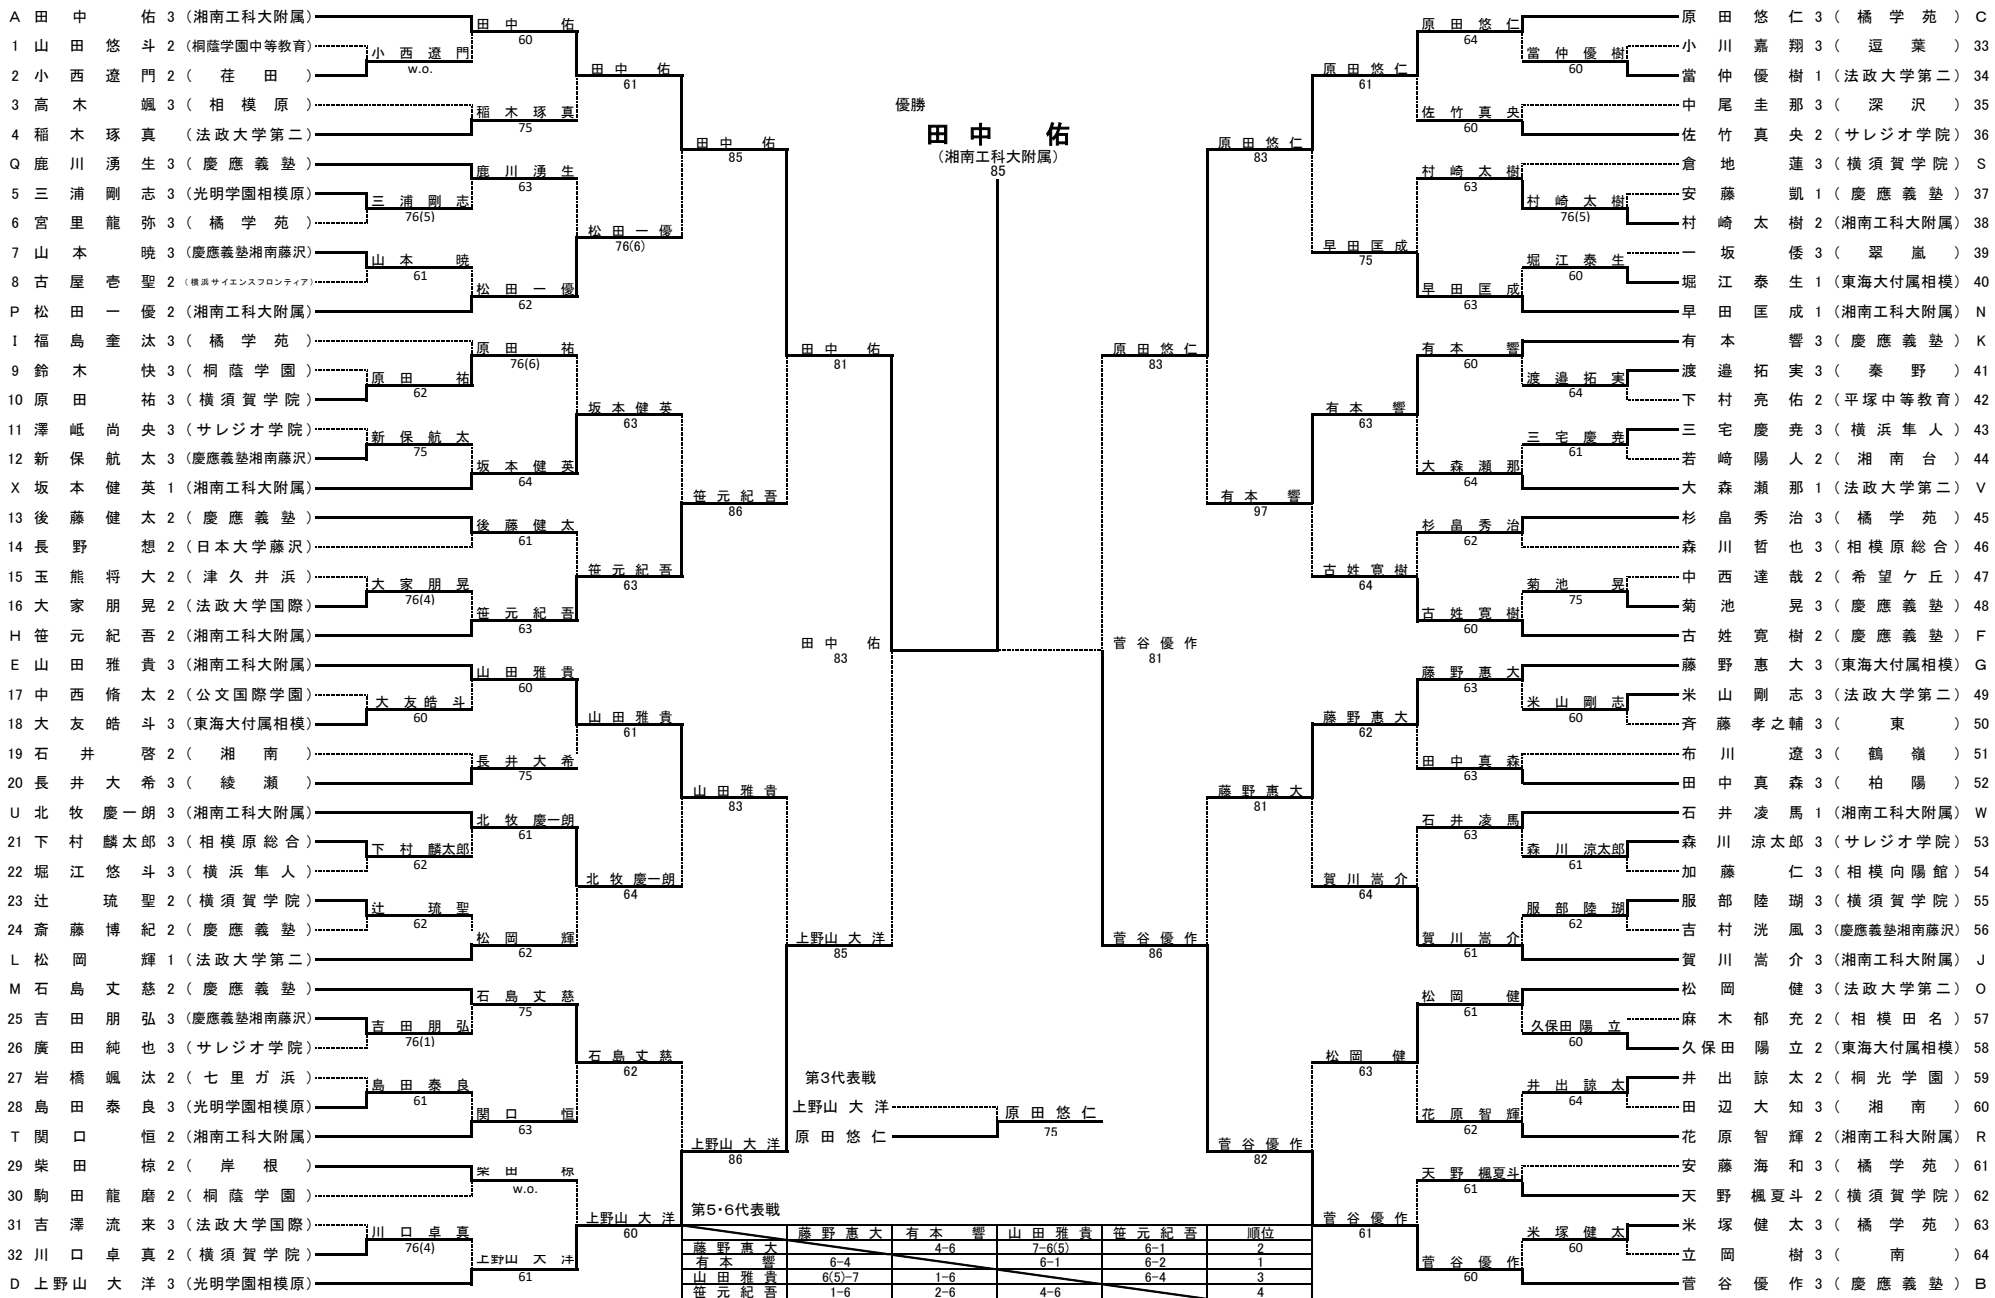 A 田中 佑 3 (湘南工科大附属)
1 山田悠斗 2 (桐蔭学園中等教育)
2 小西遼門 2 (荏田)
3 高木 颯 3 (相模原)
4 稲木琢真 (法政大学第二)
Q 鹿川湧生 3 (慶應義塾)
5 三浦剛志 3 (光明学園相模原)
6 宮里龍弥 3 (橘学苑)
7 山本 暁 3 (慶應義塾湘南藤沢)
8 古屋壱聖 2 (横浜サイエンスフロンティア)
P 松田一優 2 (湘南工科大附属)
I 福島奎汰 3 (橘学苑)
9 鈴木 快 3 (桐蔭学園)
10 原田 祐 3 (横須賀学院)
11 澤岻尚央 3 (サレジオ学院)
12 新保航太 3 (慶應義塾湘南藤沢)
X 坂本健英 1 (湘南工科大附属)
13 後藤健太 2 (慶應義塾)
14 長野 想 2 (日本大学藤沢)
15 玉熊将大 2 (津久井浜)
16 大家朋晃 2 (法政大学国際)
H 笹元紀吾 2 (湘南工科大附属)
E 山田雅貴 3 (湘南工科大附属)
17 中西脩太 2 (公文国際学園)
18 大友皓斗 3 (東海大付属相模)
19 石井 啓 2 (湘南)
20 長井大希 3 (綾瀬)
U 北牧慶一朗 3 (湘南工科大附属)
21 下村麟太郎 3 (相模原総合)
22 堀江悠斗 3 (横浜隼人)
23 辻 琉聖 2 (横須賀学院)
24 斎藤博紀 2 (慶應義塾)
L 松岡 輝 1 (法政大学第二)
M 石島丈慈 2 (慶應義塾)
25 吉田朋弘 3 (慶應義塾湘南藤沢)
26 廣田純也 3 (サレジオ学院)
27 岩橋颯汰 2 (七里ガ浜)
28 島田泰良 3 (光明学園相模原)
T 関口 恒 2 (湘南工科大附属)
29 柴田 椋 2 (岸根)
30 駒田龍磨 2 (桐蔭学園)
31 吉澤流来 3 (法政大学国際)
32 川口卓真 2 (横須賀学院)
D 上野山大洋 3 (光明学園相模原)
小西遼門
w.o.
三浦剛志
76(5)
山本 暁
61
原田 祐
62
新保航太
75
大家朋晃
76(4)
大友皓斗
60
下村麟太郎
62
辻 琉聖
62
吉田朋弘
76(1)
島田泰良
61
川口卓真
76(4)
田中 佑
60
稲木琢真
75
鹿川湧生
63
松田一優
62
原田 祐
76(6)
坂本健英
64
後藤健太
61
笹元紀吾
63
山田雅貴
60
長井大希
75
北牧慶一朗
61
松岡 輝
62
石島丈慈
75
関口 恒
63
柴田 椋
w.o.
上野山大洋
61
田中 佑
61
松田一優
76(6)
坂本健英
63
笹元紀吾
63
山田雅貴
61
北牧慶一朗
64
石島丈慈
62
上野山大洋
60
田中 佑
85
笹元紀吾
86
山田雅貴
83
上野山大洋
86
田中 佑
81
上野山大洋
85
田中 佑
83
優勝
田中 佑
(湘南工科大附属)
85
菅谷優作
81
原田悠仁
83
菅谷優作
86
原田悠仁
83
有本 響
97
藤野惠大
81
菅谷優作
82
原田悠仁
61
早田匡成
75
有本 響
63
古姓寛樹
64
藤野惠大
62
賀川嵩介
64
松岡 健
63
菅谷優作
61
原田悠仁
64
佐竹真央
60
村崎太樹
63
早田匡成
63
有本 響
60
大森瀬那
64
杉畠秀治
62
古姓寛樹
60
藤野惠大
63
田中真森
63
石井凌馬
63
賀川嵩介
61
松岡 健
61
花原智輝
62
天野楓夏斗
61
菅谷優作
60
當仲優樹
60
村崎太樹
76(5)
堀江泰生
60
渡邉拓実
64
三宅慶尭
61
菊池 晃
75
米山剛志
60
森川涼太郎
61
服部陸瑚
62
久保田陽立
60
井出諒太
64
米塚健太
60
原田悠仁 3 (橘学苑) C
小川嘉翔 3 (逗葉) 33
當仲優樹 1 (法政大学第二) 34
中尾圭那 3 (深沢) 35
佐竹真央 2 (サレジオ学院) 36
倉地 蓮 3 (横須賀学院) S
安藤 凱 1 (慶應義塾) 37
村崎太樹 2 (湘南工科大附属) 38
一坂 倭 3 (翠嵐) 39
堀江泰生 1 (東海大付属相模) 40
早田匡成 1 (湘南工科大附属) N
有本 響 3 (慶應義塾) K
渡邉拓実 3 (秦野) 41
下村亮佑 2 (平塚中等教育) 42
三宅慶尭 3 (横浜隼人) 43
若﨑陽人 2 (湘南台) 44
大森瀬那 1 (法政大学第二) V
杉畠秀治 3 (橘学苑) 45
森川哲也 3 (相模原総合) 46
中西達哉 2 (希望ケ丘) 47
菊池 晃 3 (慶應義塾) 48
古姓寛樹 2 (慶應義塾) F
藤野惠大 3 (東海大付属相模) G
米山剛志 3 (法政大学第二) 49
斉藤孝之輔 3 (東) 50
布川 遼 3 (鶴嶺) 51
田中真森 3 (柏陽) 52
石井凌馬 1 (湘南工科大附属) W
森川涼太郎 3 (サレジオ学院) 53
加藤 仁 3 (相模向陽館) 54
服部陸瑚 3 (横須賀学院) 55
吉村洸風 3 (慶應義塾湘南藤沢) 56
賀川嵩介 3 (湘南工科大附属) J
松岡 健 3 (法政大学第二) O
麻木郁充 2 (相模田名) 57
久保田陽立 2 (東海大付属相模) 58
井出諒太 2 (桐光学園) 59
田辺大知 3 (湘南) 60
花原智輝 2 (湘南工科大附属) R
安藤海和 3 (橘学苑) 61
天野楓夏斗 2 (横須賀学院) 62
米塚健太 3 (橘学苑) 63
立岡 樹 3 (南) 64
菅谷優作 3 (慶應義塾) B
第3代表戦
上野山大洋
原田悠仁
原田悠仁
75
第5・6代表戦
藤野惠大 有本 響 山田雅貴 笹元紀吾 順位
藤野惠大 4-6 7-6(5) 6-1 2
有本 響 6-4 6-1 6-2 1
山田雅貴 6(5)-7 1-6 6-4 3
笹元紀吾 1-6 2-6 4-6 4